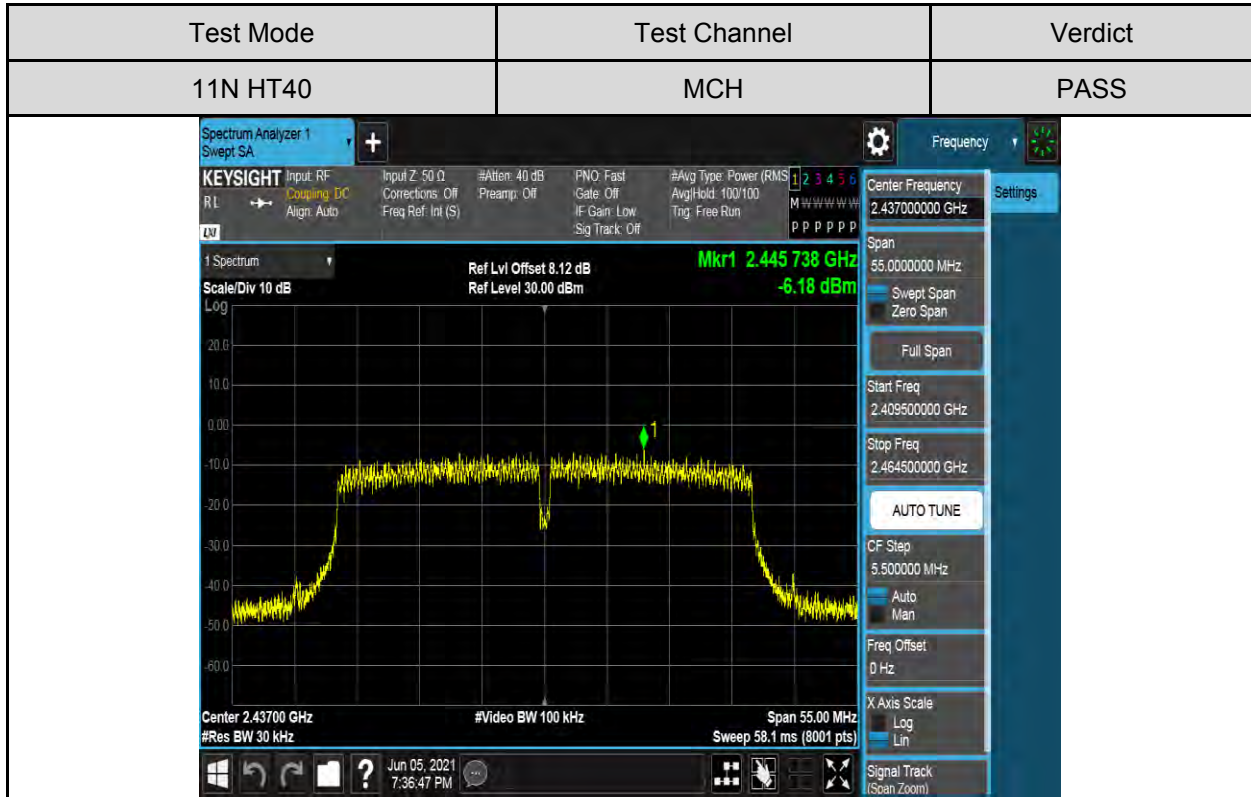 Test Mode Test Channel Verdict
11N HT40 MCH PASS
Spectrum Analyzer 1
Swept SA
+
Frequency
KEYSIGHT Input: RF Input Z: 50 Ω #Atten: 40 dB PNO: Fast #Avg Type: Power (RMS 1 2 3 4 5 6
RL Coupling: DC Corrections: Off Preamp: Off Gate: Off Avg|Hold: 100/100 M W W W W W
Align: Auto Freq Ref: Int (S) IF Gain: Low Trig: Free Run
Sig Track: Off P P P P P P
LXI
1 Spectrum
Scale/Div 10 dB
Log
Ref Lvl Offset 8.12 dB
Ref Level 30.00 dBm
Mkr1 2.445 738 GHz
-6.18 dBm
20.0
10.0
0.00
-10.0
-20.0
-30.0
-40.0
-50.0
-60.0
1
Center 2.43700 GHz #Video BW 100 kHz Span 55.00 MHz
#Res BW 30 kHz Sweep 58.1 ms (8001 pts)
?
Jun 05, 2021
7:36:47 PM
Center Frequency
2.437000000 GHz
Settings
Span
55.0000000 MHz
Swept Span
Zero Span
Full Span
Start Freq
2.409500000 GHz
Stop Freq
2.464500000 GHz
AUTO TUNE
CF Step
5.500000 MHz
Auto
Man
Freq Offset
0 Hz
X Axis Scale
Log
Lin
Signal Track
(Span Zoom)